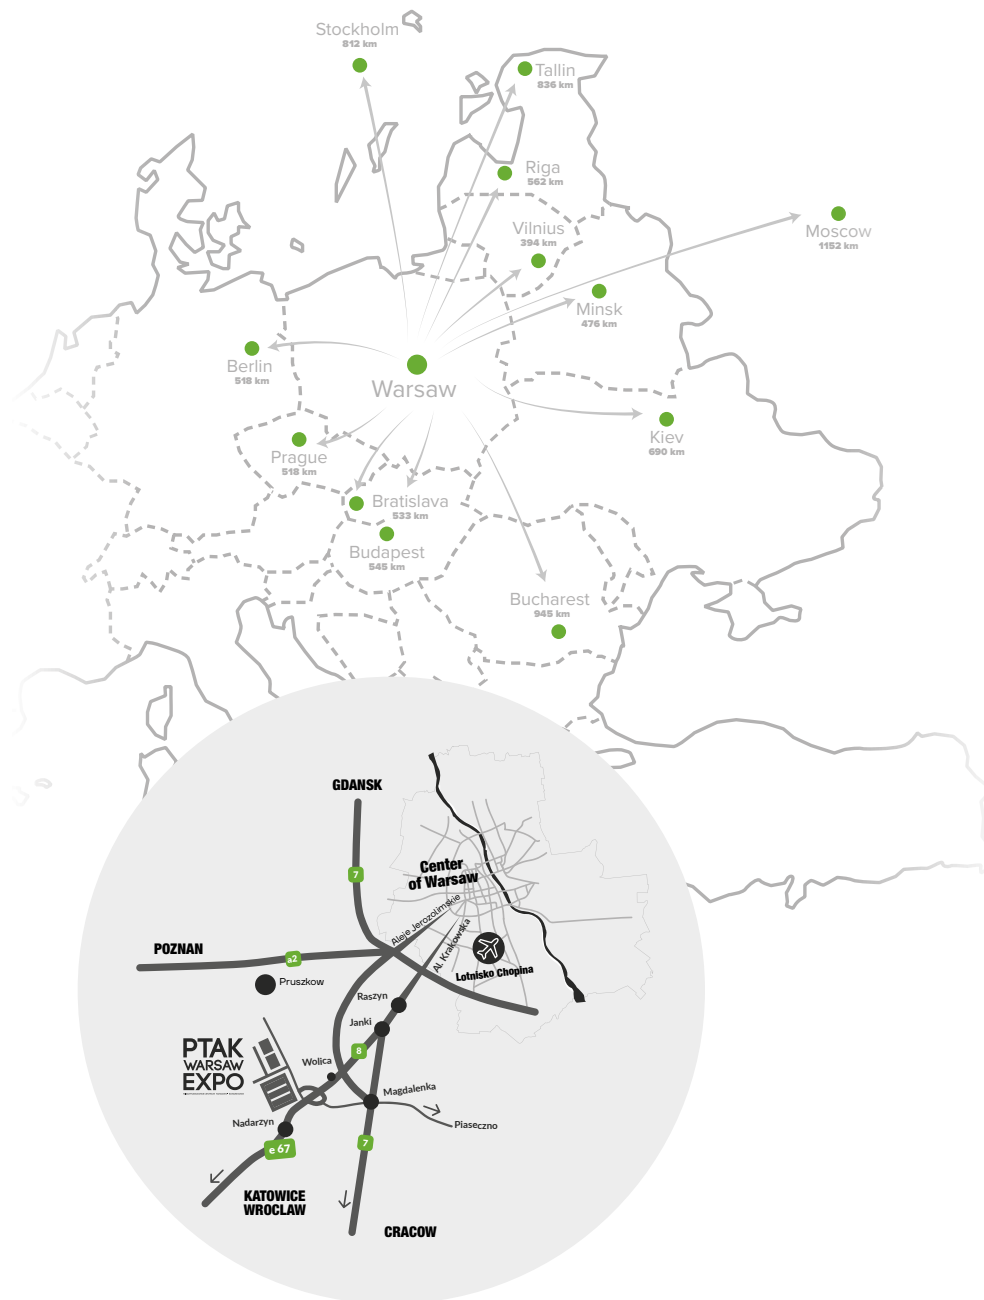 Stockholm
812 km
Tallin
836 km
Riga
562 km
Vilnius
394 km
Moscow
1152 km
Minsk
476 km
Berlin
518 km
Warsaw
Kiev
690 km
Prague
518 km
Bratislava
533 km
Budapest
545 km
Bucharest
945 km
GDANSK
7
Center
of Warsaw
Aleje Jerozolimskie
Al. Krakowska
POZNAN
a2
Lotnisko Chopina
Pruszkow
Raszyn
Janki
8
Wolica
PTAK
WARSAW
EXPO
Magdalenka
Nadarzyn
Piaseczno
e 67
7
KATOWICE
WROCLAW
CRACOW